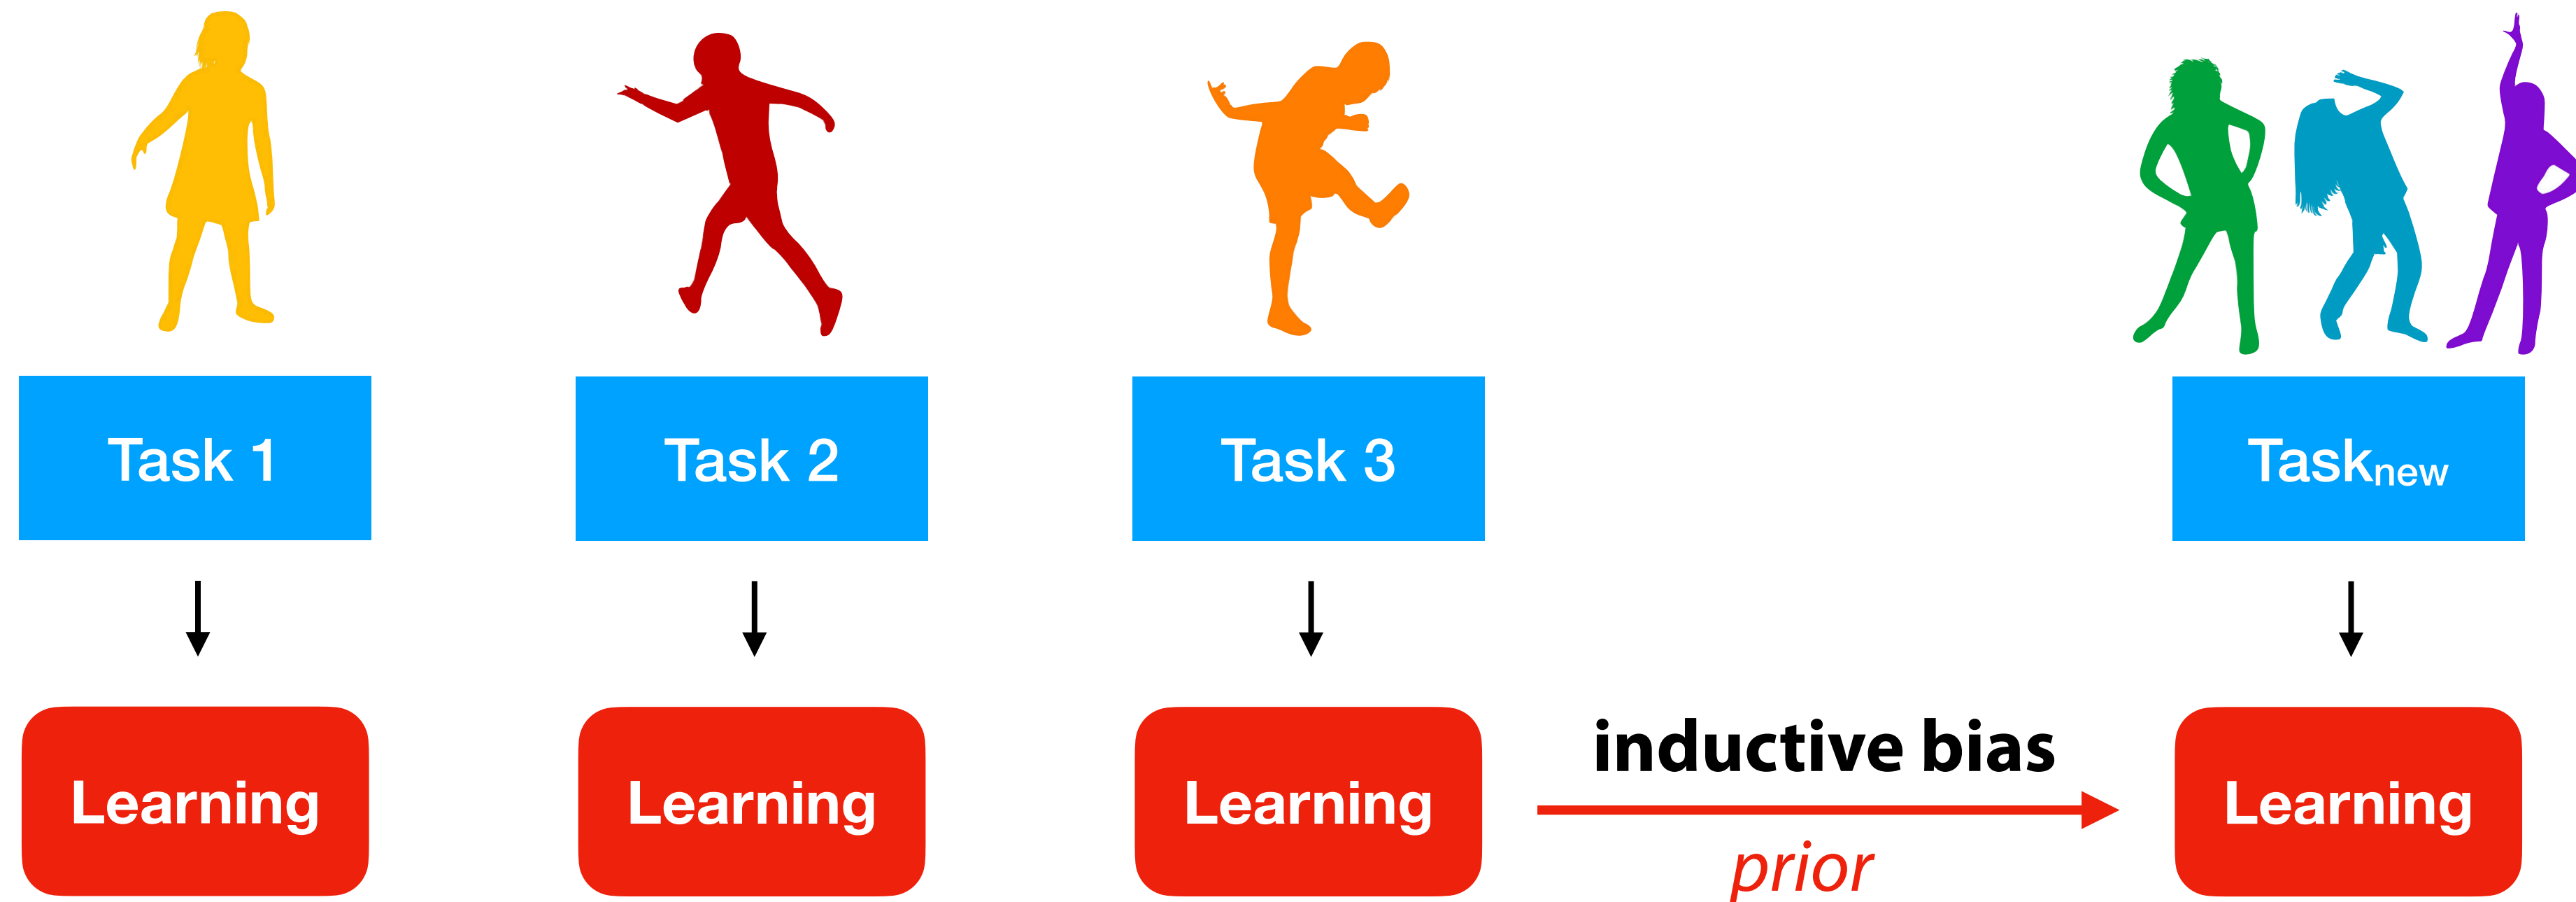 Task 1
Task 2
Task 3
Tasknew
Learning
Learning
Learning
inductive bias
prior
Learning